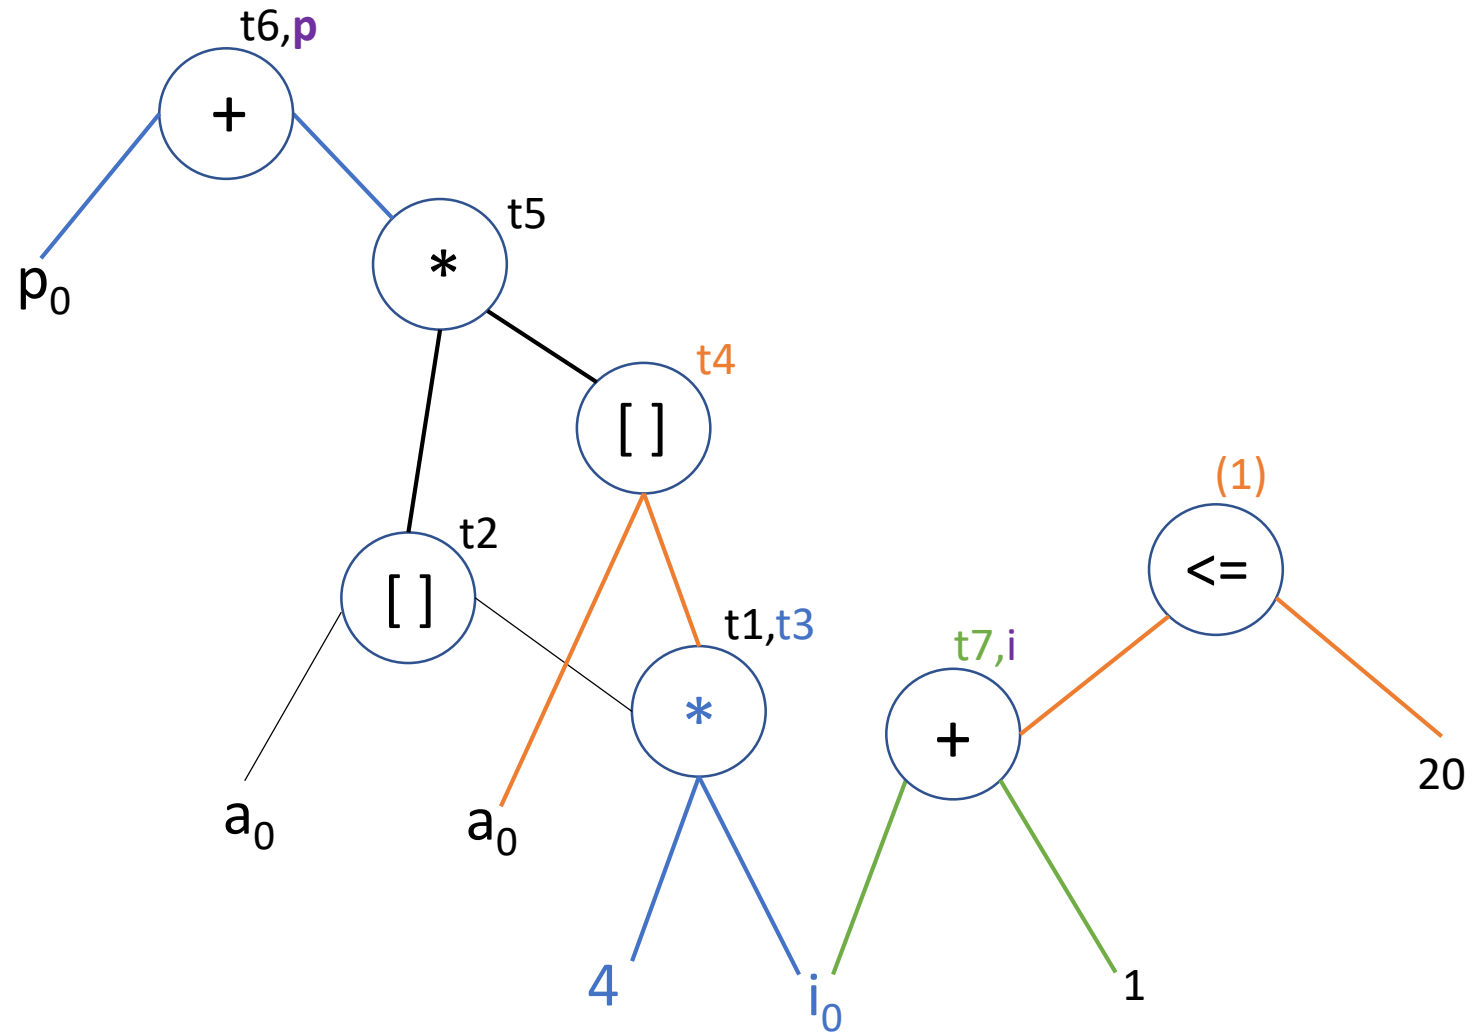 t6,p
+
t5
*
p₀
t4
[ ]
(1)
t2
<=
[ ]
t1,t3
t7,i
*
+
20
a₀
a₀
4
i₀
1